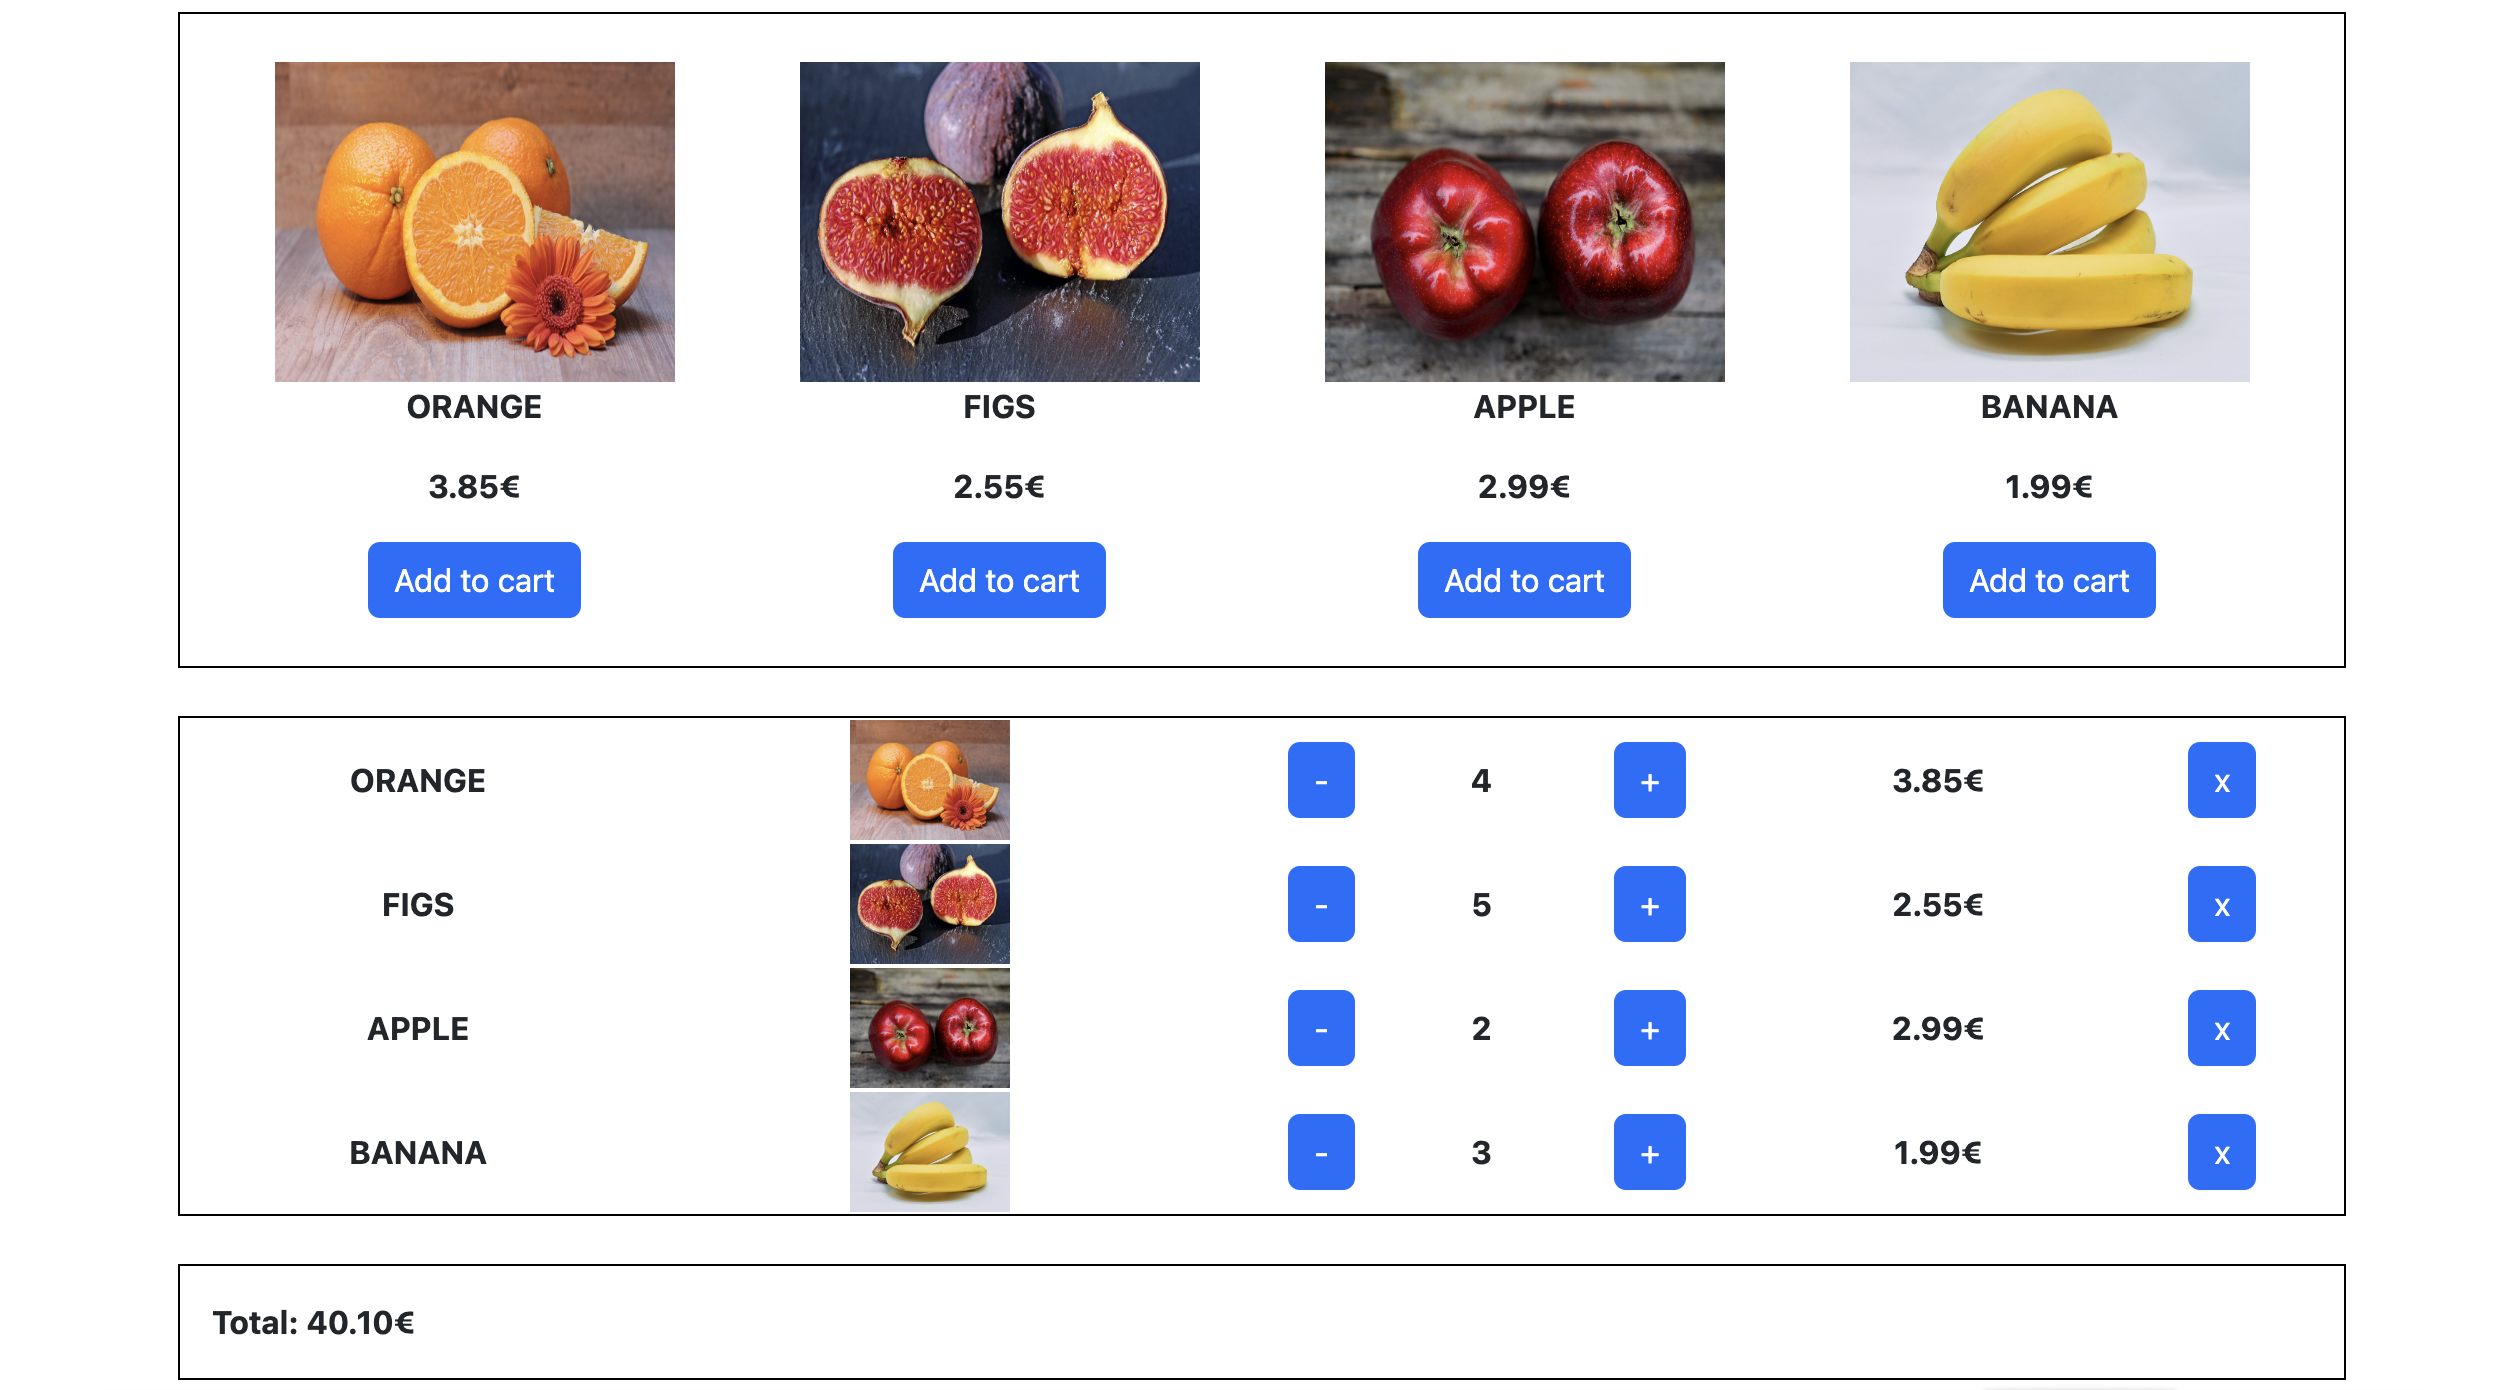 ORANGE FIGS APPLE BANANA
3.85€ 2.55€ 2.99€ 1.99€
Add to cart Add to cart Add to cart Add to cart
ORANGE - 4 + 3.85€ x
FIGS - 5 + 2.55€ x
APPLE - 2 + 2.99€ x
BANANA - 3 + 1.99€ x
Total: 40.10€